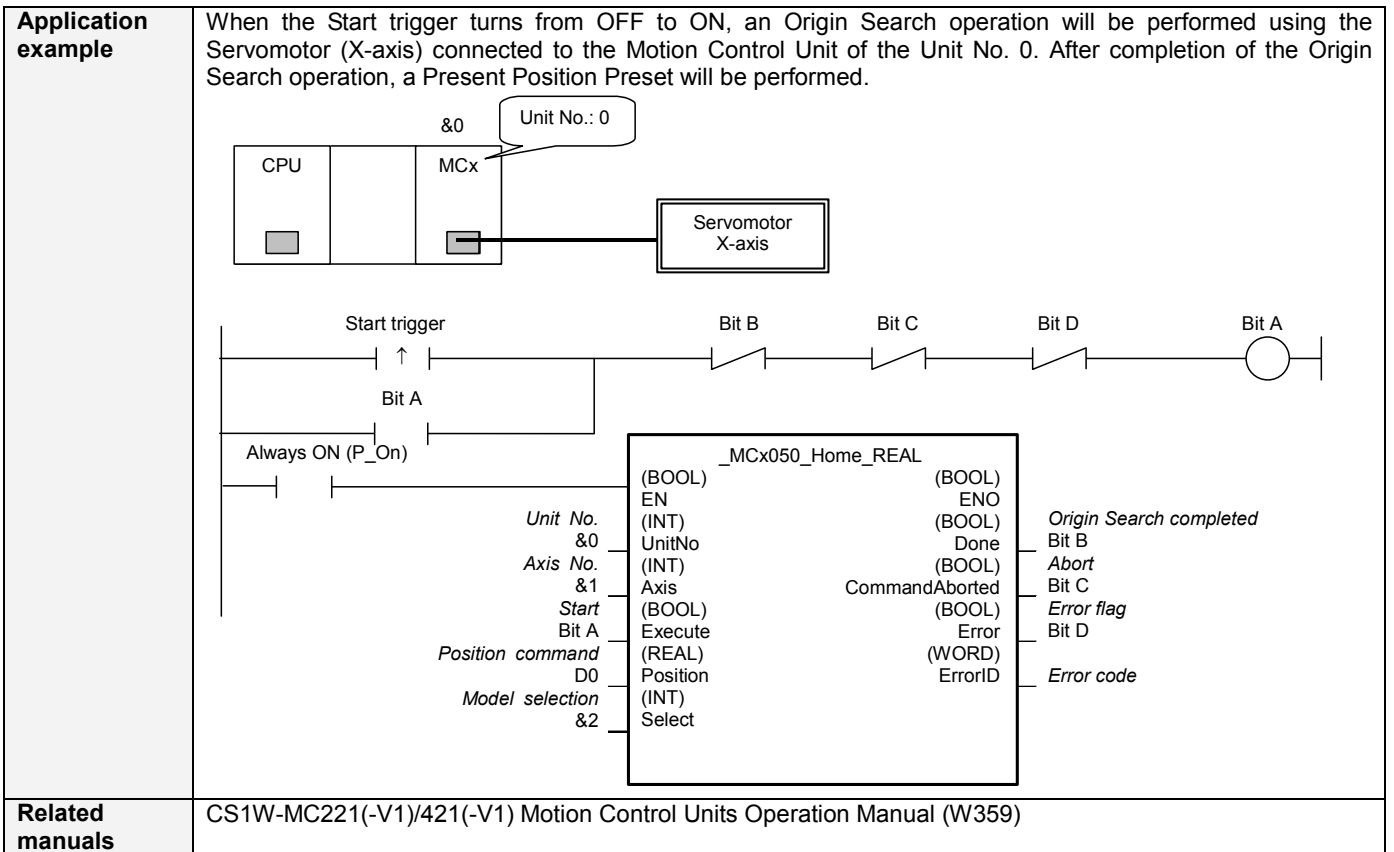 Application example
When the Start trigger turns from OFF to ON, an Origin Search operation will be performed using the
Servomotor (X-axis) connected to the Motion Control Unit of the Unit No. 0. After completion of the Origin
Search operation, a Present Position Preset will be performed.
&0
Unit No.: 0
CPU
MCx
Servomotor
X-axis
Start trigger
↑
Bit B
Bit C
Bit D
Bit A
Bit A
Always ON (P_On)
_MCx050_Home_REAL
(BOOL) (BOOL)
EN ENO
Unit No. (INT) (BOOL) Origin Search completed
&0 UnitNo Done Bit B
Axis No. (INT) (BOOL) Abort
&1 Axis CommandAborted Bit C
Start (BOOL) (BOOL) Error flag
Bit A Execute Error Bit D
Position command (REAL) (WORD)
D0 Position ErrorID Error code
Model selection (INT)
&2 Select
Related manuals
CS1W-MC221(-V1)/421(-V1) Motion Control Units Operation Manual (W359)